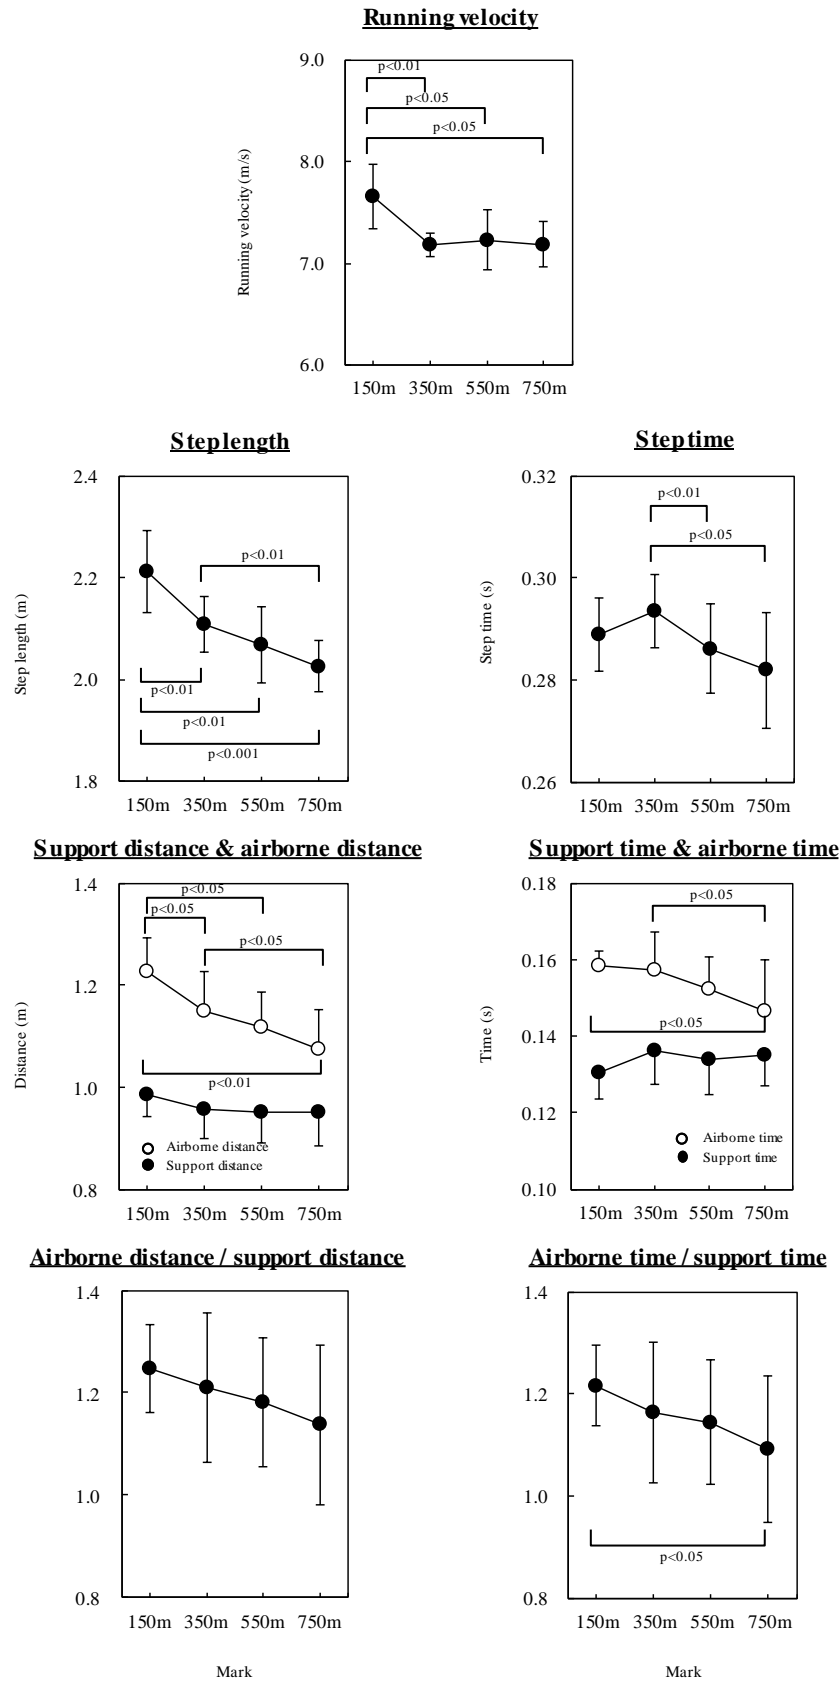 Running velocity
9.0
p<0.01
p<0.05
p<0.05
8.0
Running velocity (m/s)
7.0
6.0
150m 350m 550m 750m
Step length
2.4
p<0.01
2.2
Step length (m)
2.0
p<0.01
p<0.01
p<0.001
1.8
150m 350m 550m 750m
Step time
0.32
p<0.01
p<0.05
0.30
Step time (s)
0.28
0.26
150m 350m 550m 750m
Support distance & airborne distance
1.4
p<0.05
p<0.05
p<0.05
1.2
Distance (m)
p<0.01
1.0
Airborne distance
Support distance
0.8
150m 350m 550m 750m
Support time & airborne time
0.18
p<0.05
0.16
Time (s)
p<0.05
0.14
0.12
Airborne time
Support time
0.10
150m 350m 550m 750m
Airborne distance / support distance
1.4
1.2
1.0
0.8
150m 350m 550m 750m
Mark
Airborne time / support time
1.4
1.2
1.0
p<0.05
0.8
150m 350m 550m 750m
Mark